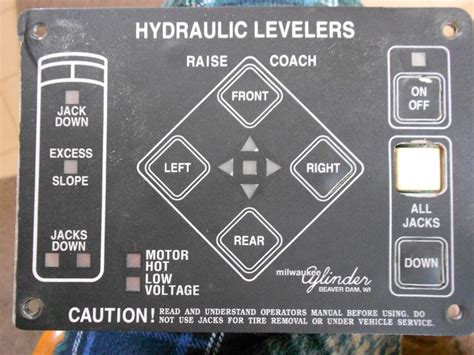 HYDRAULIC LEVELERS
RAISE COACH
JACK
DOWN
EXCESS
SLOPE
JACKS
DOWN
FRONT
LEFT
RIGHT
REAR
MOTOR
HOT
LOW
VOLTAGE
milwaukee
Cylinder
BEAVER DAM, WI
ON
OFF
ALL
JACKS
DOWN
CAUTION! READ AND UNDERSTAND OPERATORS MANUAL BEFORE USING. DO
NOT USE JACKS FOR TIRE REMOVAL OR UNDER VEHICLE SERVICE.